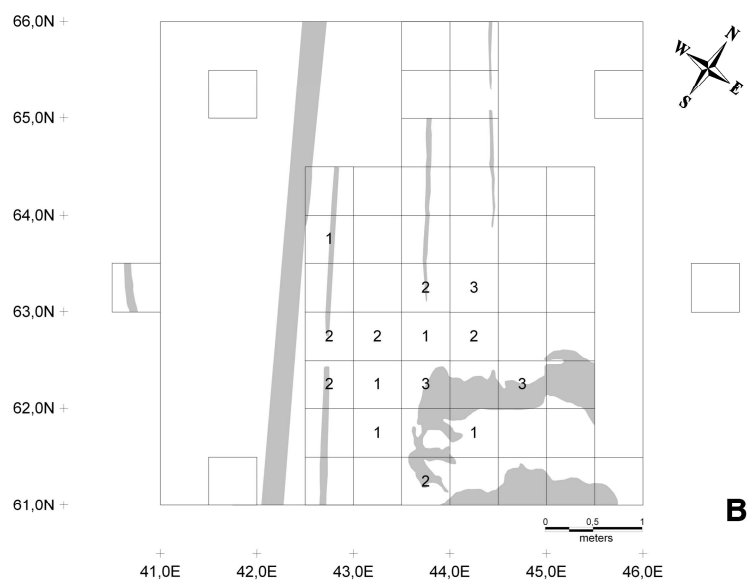 66,0N
N
W
E
S
65,0N
64,0N
1
2 3
63,0N
2 2 1 2
2 1 3 3
62,0N
1 1
2
61,0N
B
0 0,5 1
meters
41,0E 42,0E 43,0E 44,0E 45,0E 46,0E